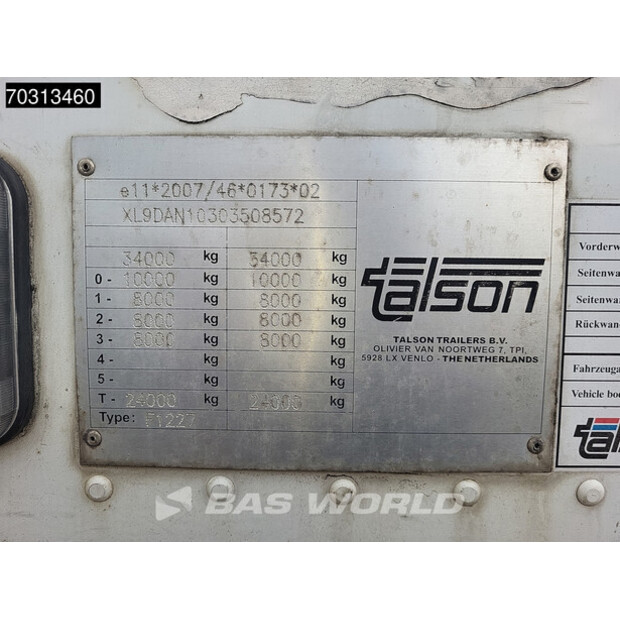 70313460
e11*2007/46*0173*02
XL9DAN10303508572
34000 kg 34000 kg
0- 10000 kg 10000 kg
1 - 8000 kg 8000 kg
2 - 8000 kg 8000 kg
3 - 8000 kg 8000 kg
4 - kg kg
5 - kg kg
T - 24000 kg 24000 kg
Type: F1227
talson
TALSON TRAILERS B.V.
OLIVIER VAN NOORTWEG 7, TPI,
5928 LX VENLO - THE NETHERLANDS
Vorderw
Seitenwa
Seitenwa
Rückwan
Fahrzeuga
Vehicle bo
tal
BAS WORLD